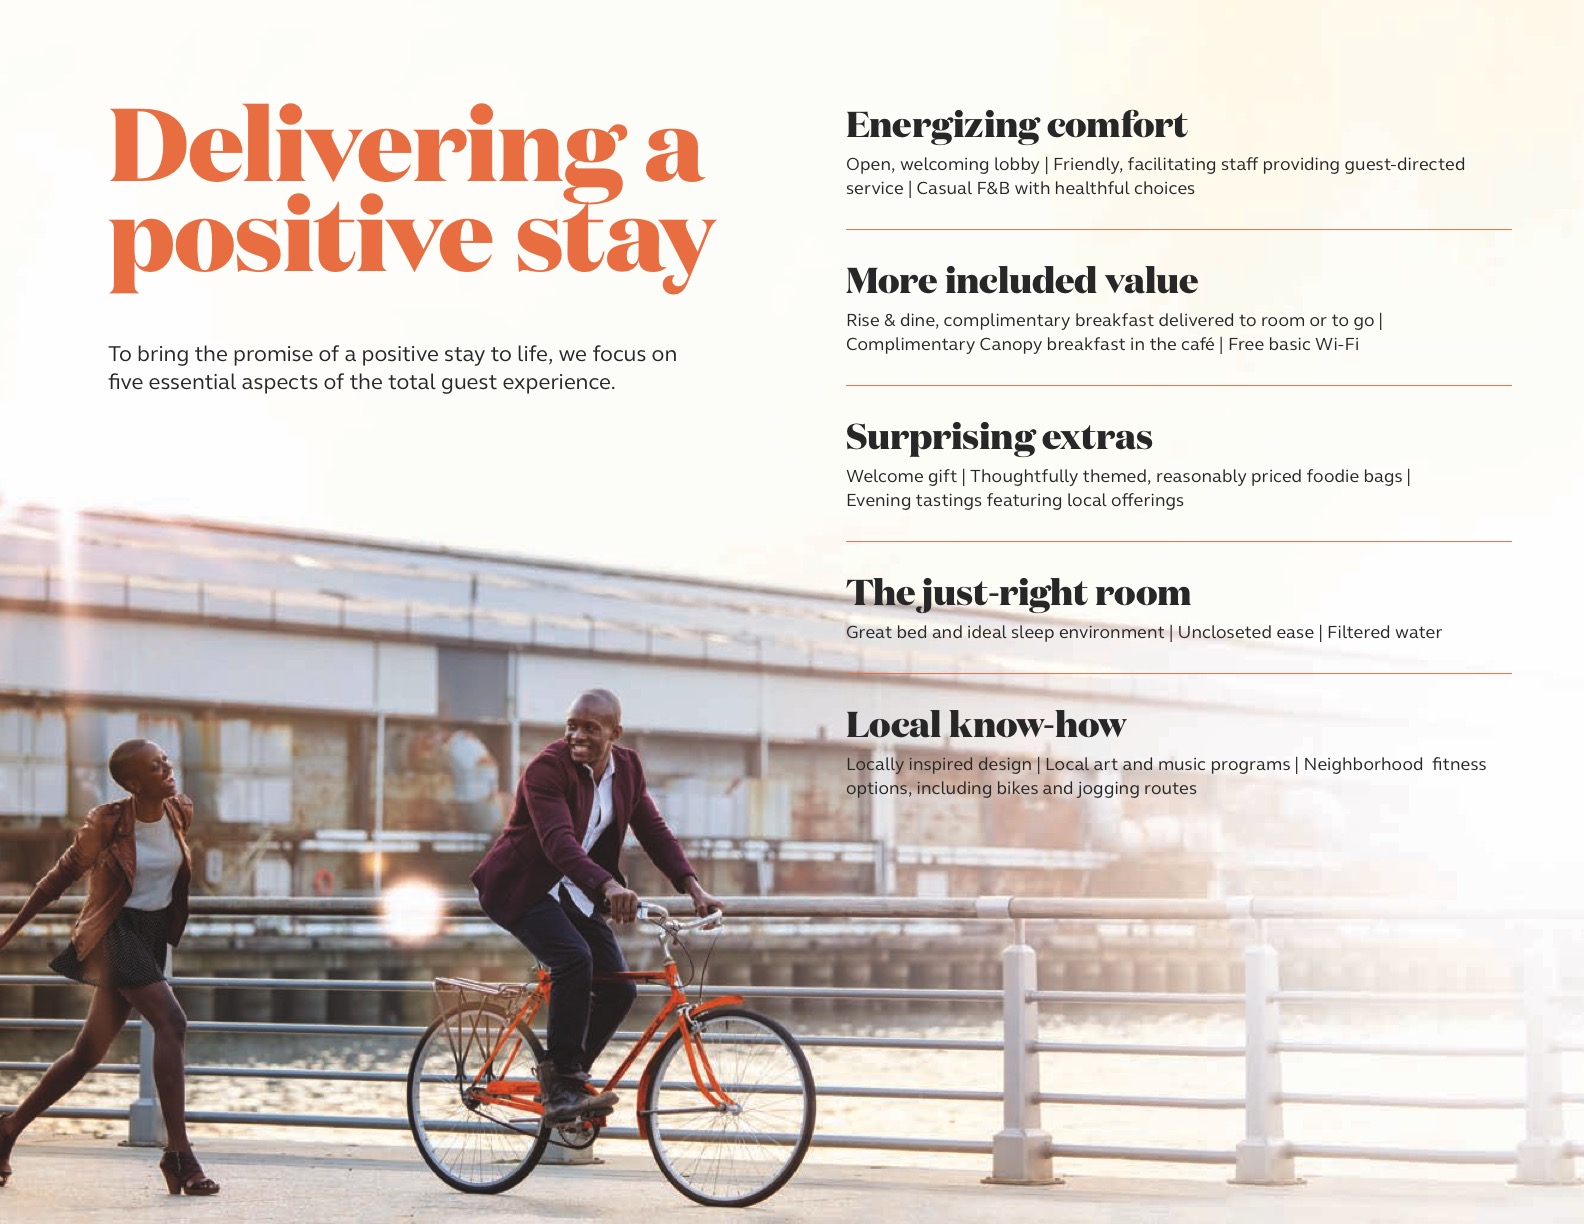 Delivering a
positive stay
To bring the promise of a positive stay to life, we focus on
five essential aspects of the total guest experience.
Energizing comfort
Open, welcoming lobby | Friendly, facilitating staff providing guest-directed
service | Casual F&B with healthful choices
More included value
Rise & dine, complimentary breakfast delivered to room or to go |
Complimentary Canopy breakfast in the café | Free basic Wi-Fi
Surprising extras
Welcome gift | Thoughtfully themed, reasonably priced foodie bags |
Evening tastings featuring local offerings
The just-right room
Great bed and ideal sleep environment | Uncloseted ease | Filtered water
Local know-how
Locally inspired design | Local art and music programs | Neighborhood  fitness
options, including bikes and jogging routes